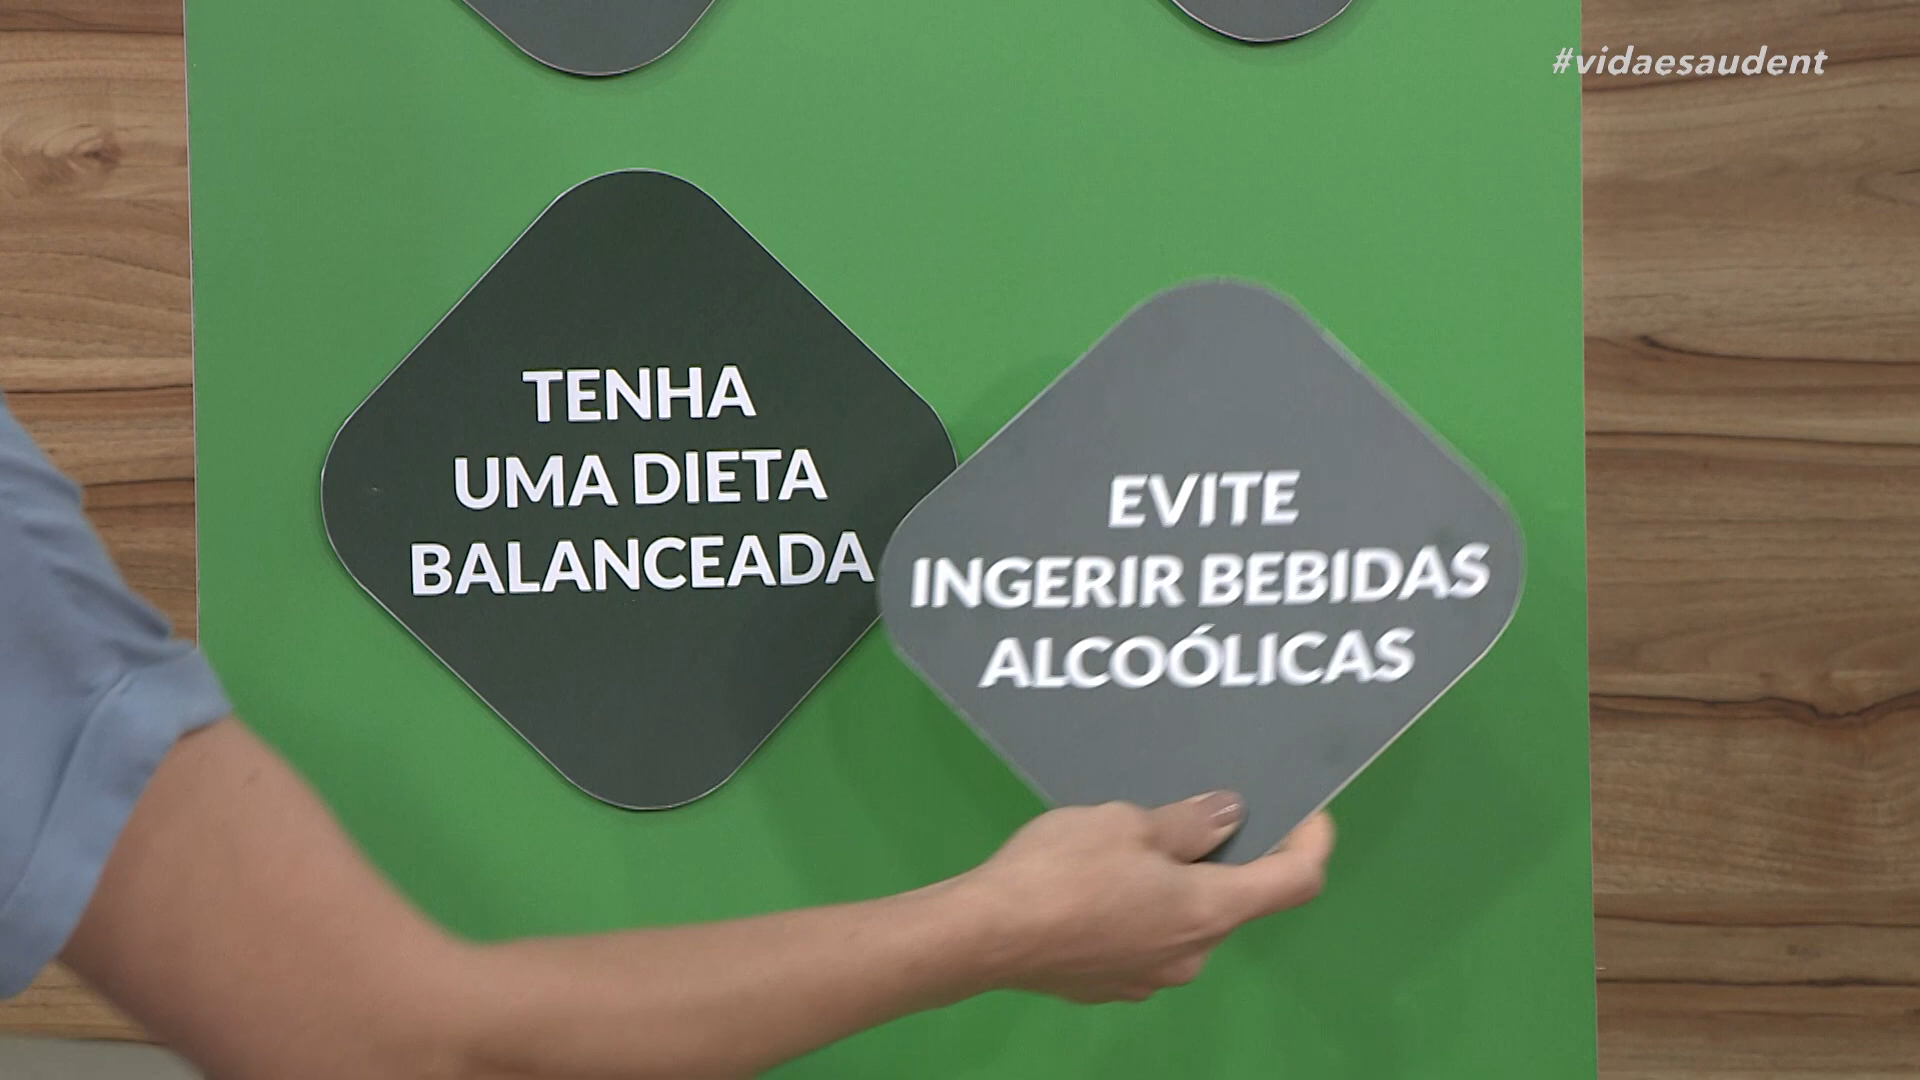 #vidaesaudent
TENHA
UMA DIETA
BALANCEADA
EVITE
INGERIR BEBIDAS
ALCOÓLICAS